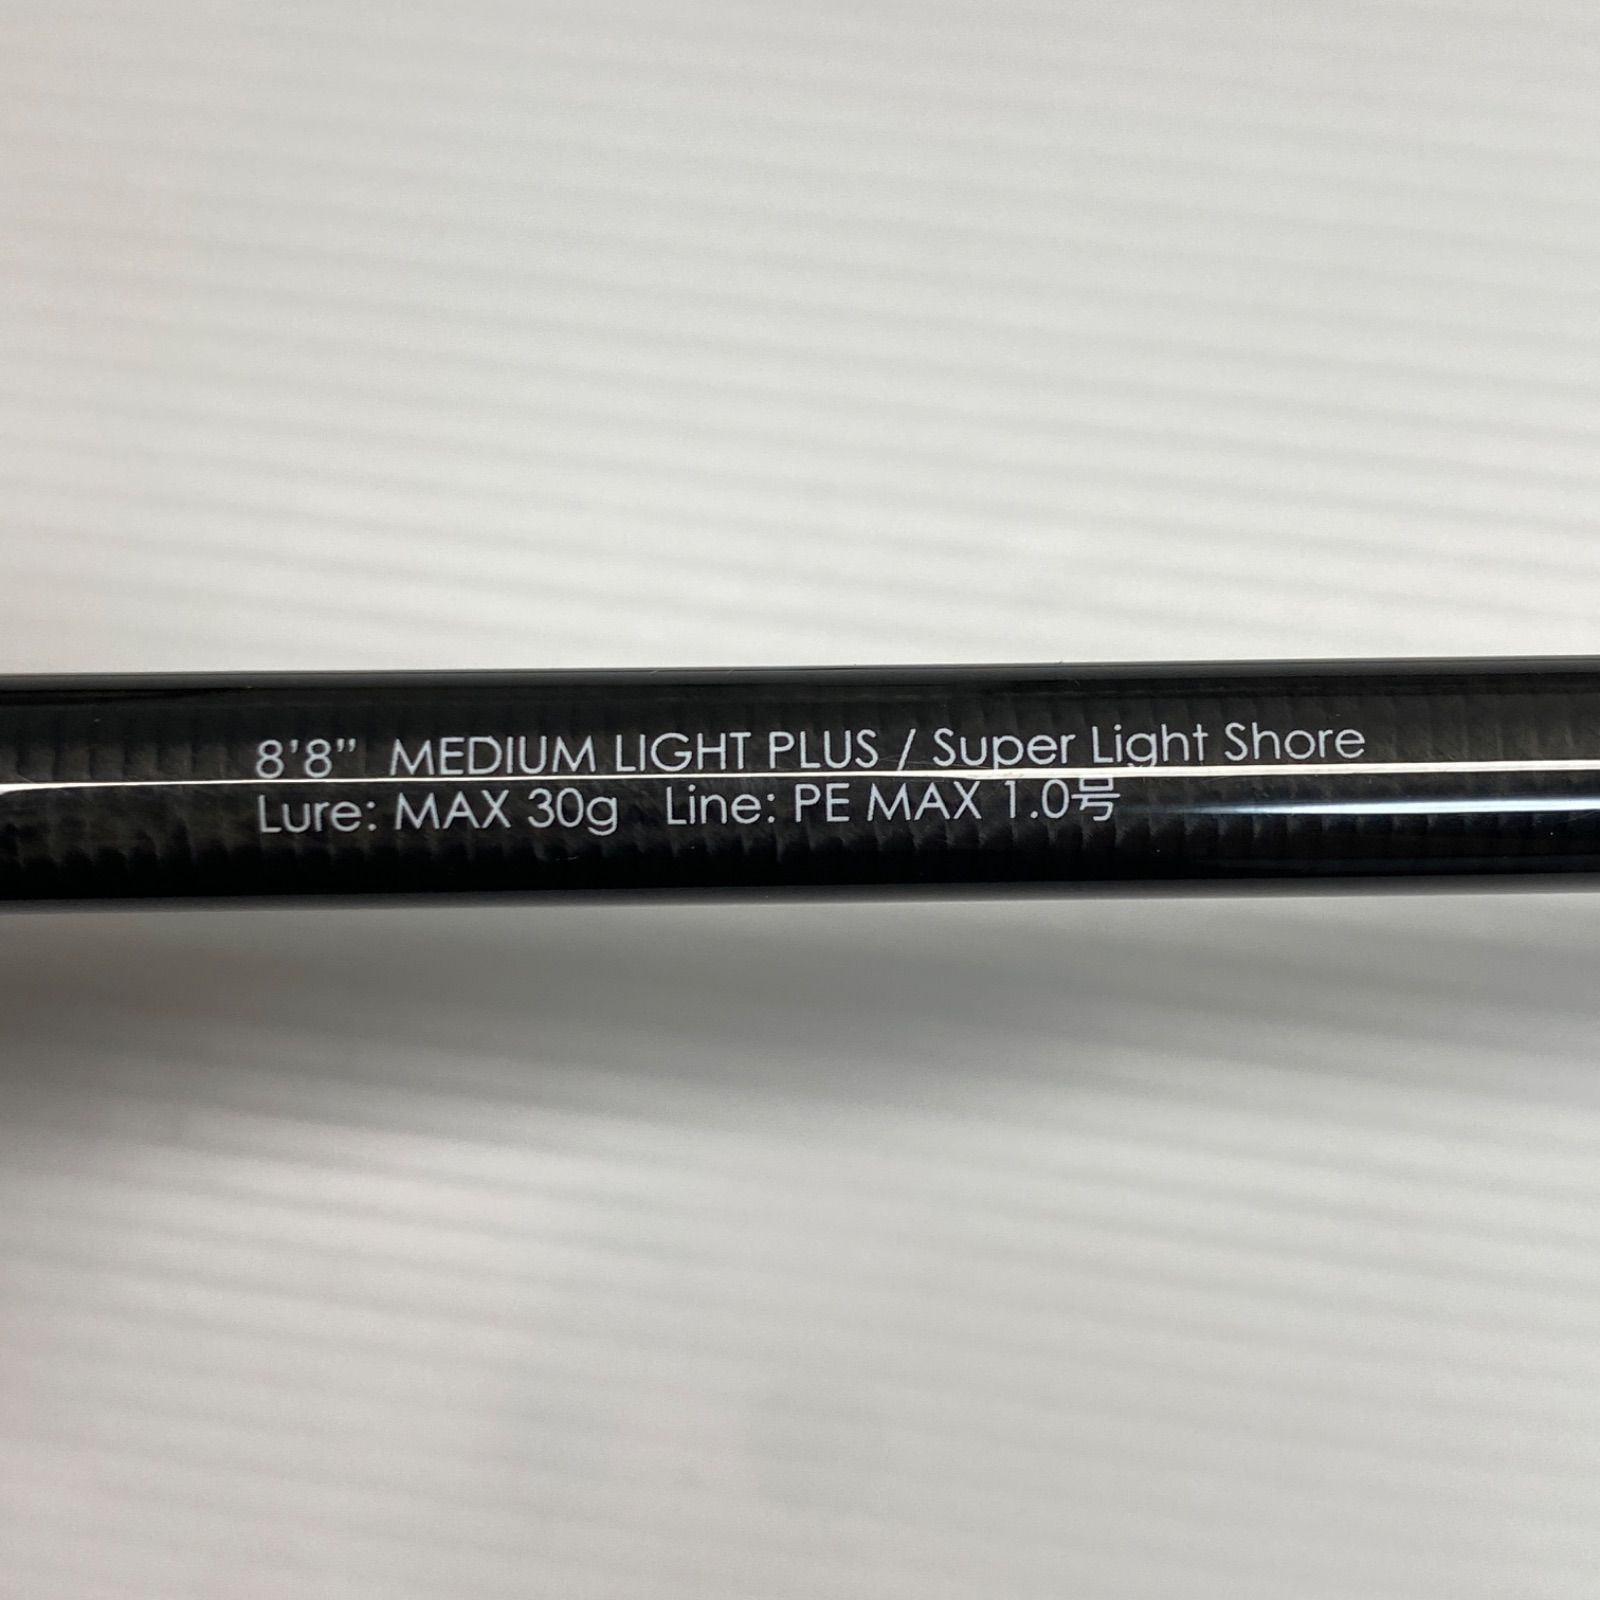 8'8” MEDIUM LIGHT PLUS / Super Light Shore
Lure: MAX 30g Line: PE MAX 1.0号